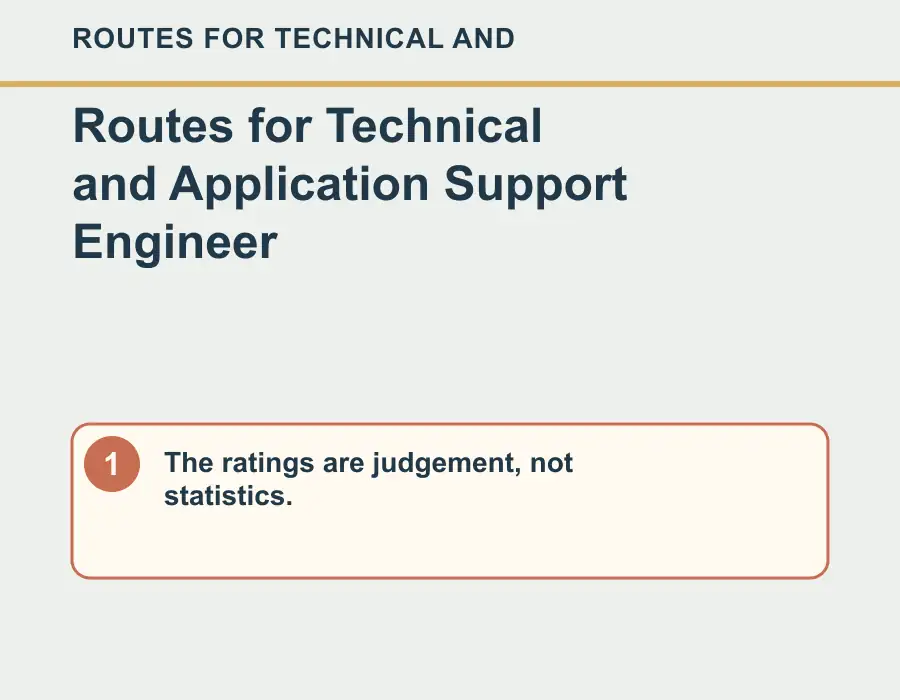 ROUTES FOR TECHNICAL AND
Routes for Technical
and Application Support
Engineer
1
The ratings are judgement, not
statistics.